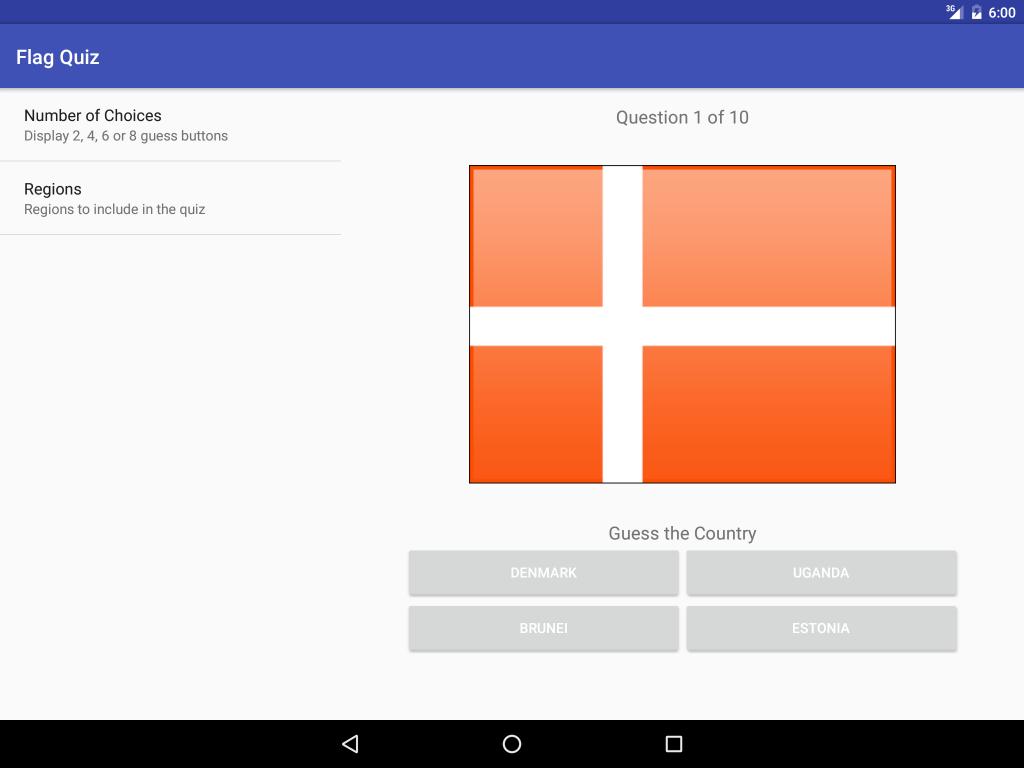 3G 6:00
Flag Quiz
Number of Choices
Display 2, 4, 6 or 8 guess buttons
Regions
Regions to include in the quiz
Question 1 of 10
Guess the Country
DENMARK UGANDA
BRUNEI ESTONIA